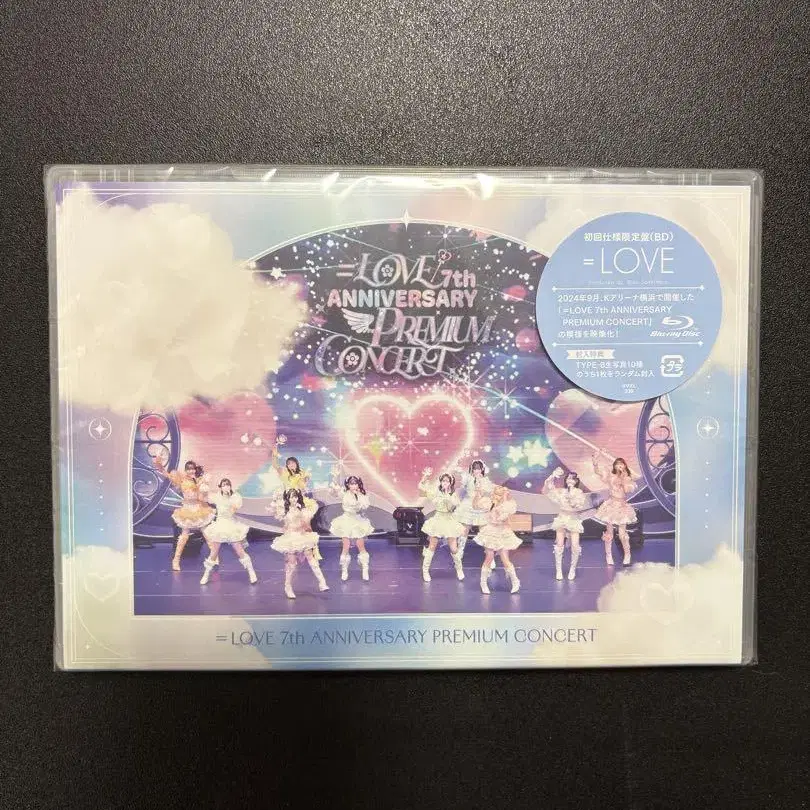 =LOVE 7th
ANNIVERSARY
PREMIUM
CONCERT
初回仕様限定盤(BD)
=LOVE
2024年9月、Kアリーナ横浜で開催した
「=LOVE 7th ANNIVERSARY
PREMIUM CONCERT」
の模様を映像化!
Blu-ray Disc
封入特典
TYPE-B生写真10種
のうち1枚をランダム封入
プラ
=LOVE 7th ANNIVERSARY PREMIUM CONCERT